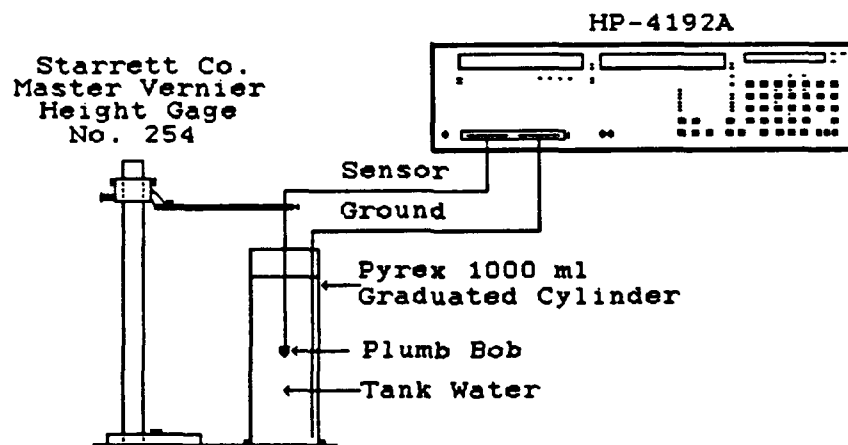 HP-4192A
Starrett Co.
Master Vernier
Height Gage
No. 254
Sensor
Ground
Pyrex 1000 ml
Graduated Cylinder
Plumb Bob
Tank Water